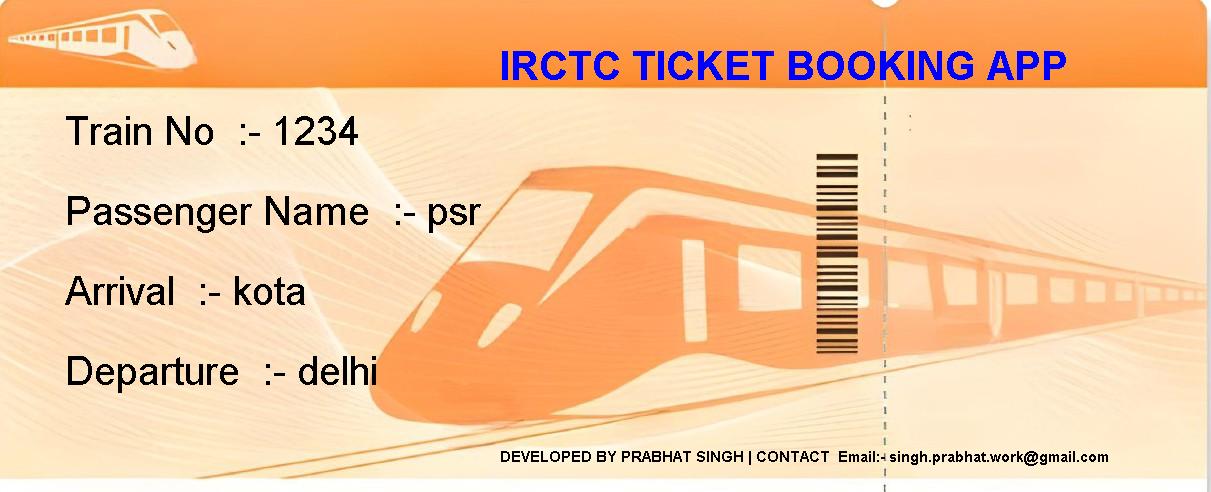 IRCTC TICKET BOOKING APP
Train No :- 1234
Passenger Name :- psr
Arrival :- kota
Departure :- delhi
DEVELOPED BY PRABHAT SINGH | CONTACT Email:- singh.prabhat.work@gmail.com